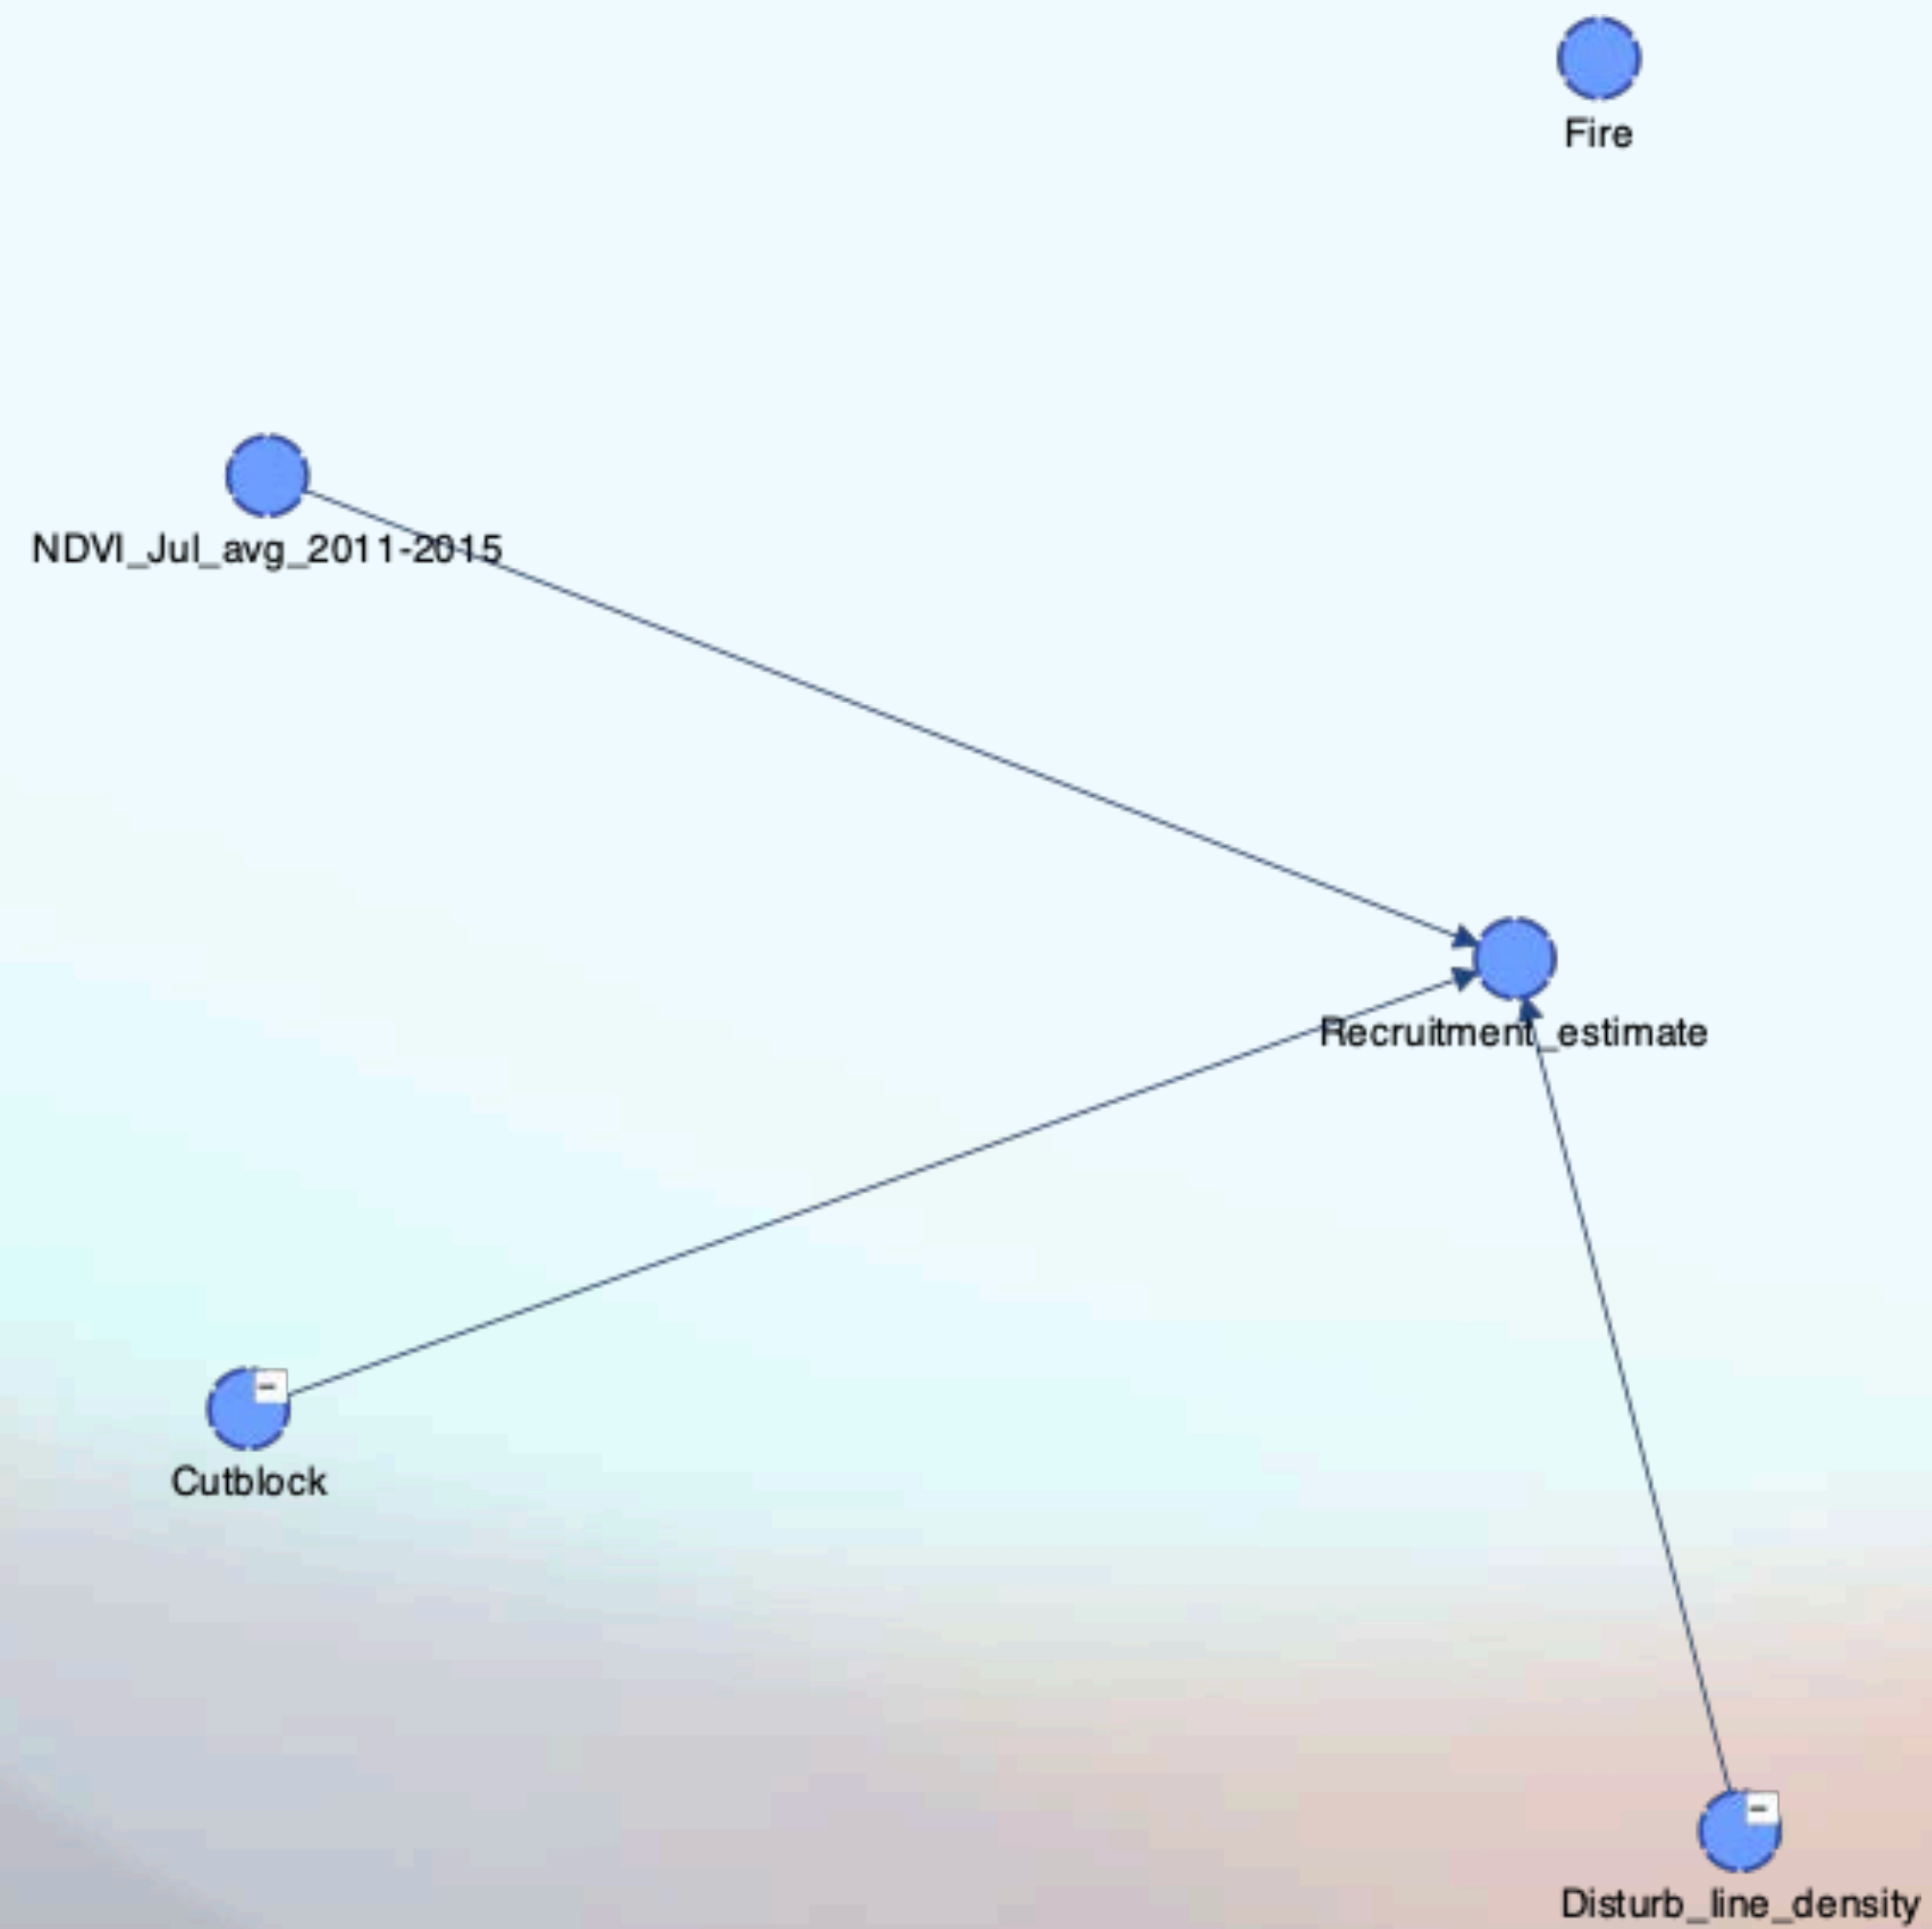 Fire
NDVI_Jul_avg_2011-2015
Recruitment_estimate
Cutblock
Disturb_line_density